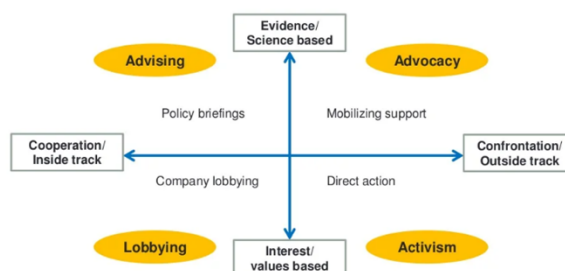 Evidence/
Science based
Advising
Advocacy
Policy briefings
Mobilizing support
Cooperation/
Inside track
Confrontation/
Outside track
Company lobbying
Direct action
Lobbying
Interest/
values based
Activism